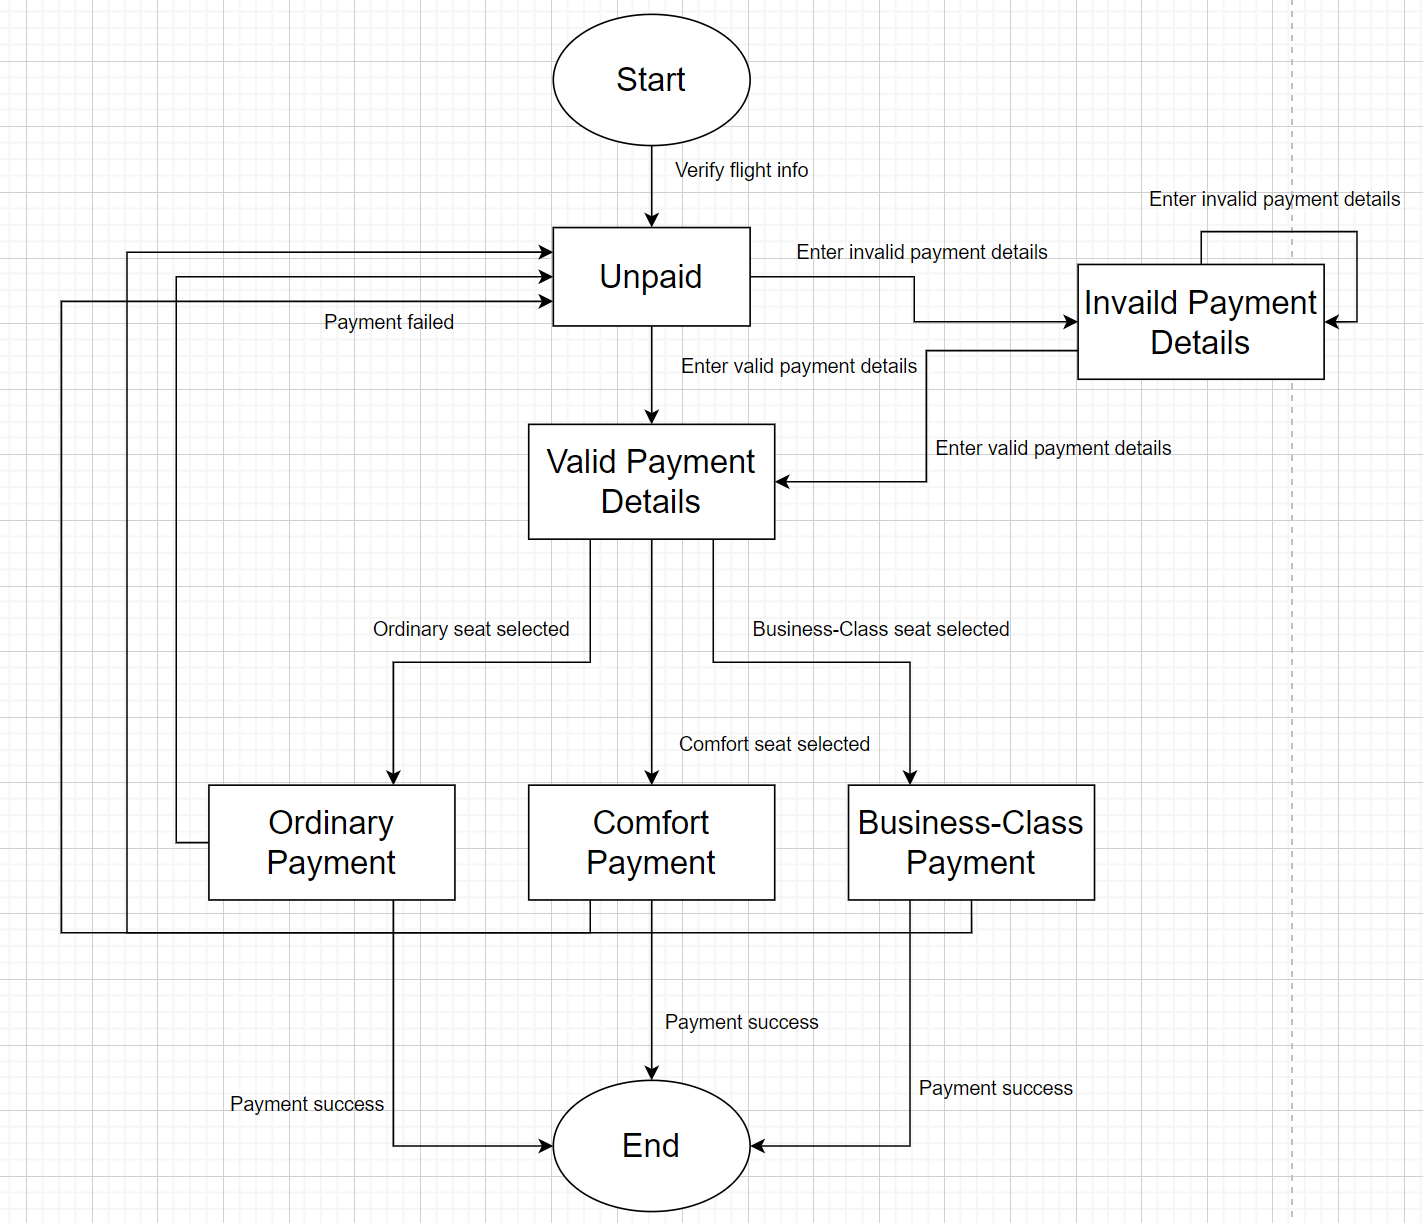 Start
Verify flight info
Enter invalid payment details
Unpaid
Enter invalid payment details
Invaild Payment
Details
Payment failed
Enter valid payment details
Valid Payment
Details
Enter valid payment details
Ordinary seat selected
Business-Class seat selected
Comfort seat selected
Ordinary
Payment
Comfort
Payment
Business-Class
Payment
Payment success
Payment success
Payment success
End